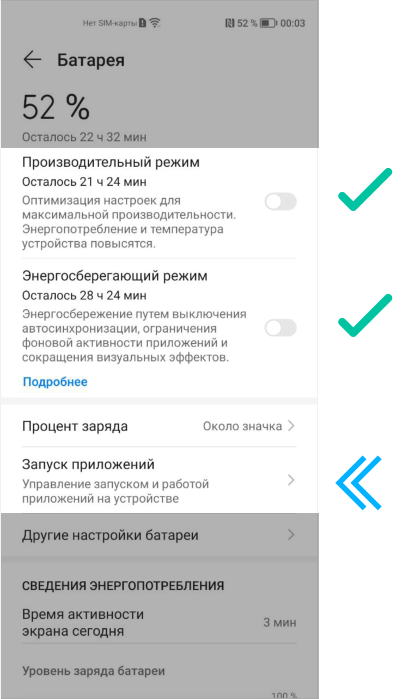 Нет SIM-карты 52 % 00:03
Батарея
52 %
Осталось 22 ч 32 мин
Производительный режим
Осталось 21 ч 24 мин
Оптимизация настроек для
максимальной производительности.
Энергопотребление и температура
устройства повысятся.
Энергосберегающий режим
Осталось 28 ч 24 мин
Энергосбережение путем выключения
автосинхронизации, ограничения
фоновой активности приложений и
сокращения визуальных эффектов.
Подробнее
Процент заряда Около значка
Запуск приложений
Управление запуском и работой
приложений на устройстве
Другие настройки батареи
СВЕДЕНИЯ ЭНЕРГОПОТРЕБЛЕНИЯ
Время активности
экрана сегодня
3 мин
Уровень заряда батареи
100 %